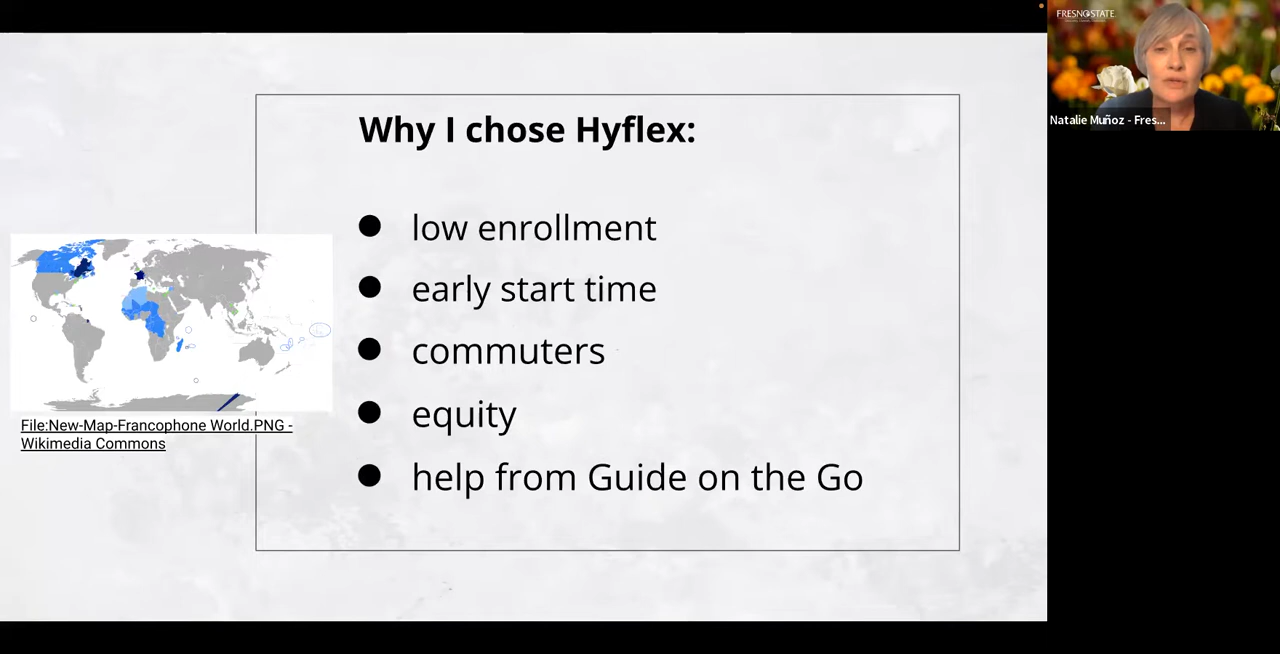 Why I chose Hyflex:
● low enrollment
● early start time
● commuters
● equity
● help from Guide on the Go
File:New-Map-Francophone World.PNG -
Wikimedia Commons
FRESNO STATE
Natalie Muñoz - Fres...